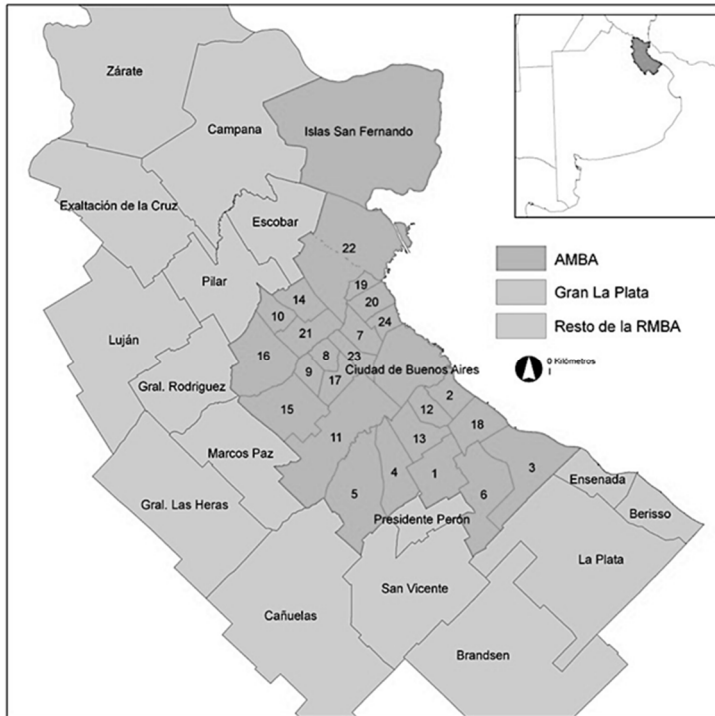 Zárate
Campana
Islas San Fernando
Exaltación de la Cruz
Escobar
22
AMBA
Pilar
19
Gran La Plata
14
20
10
24
Resto de la RMBA
21
7
Luján
16
8
23
0 Kilómetros
Ciudad de Buenos Aires
9
17
Gral. Rodriguez
2
15
12
18
11
13
Marcos Paz
4
1
3
5
6
Ensenada
Gral. Las Heras
Presidente Perón
Berisso
La Plata
San Vicente
Cañuelas
Brandsen